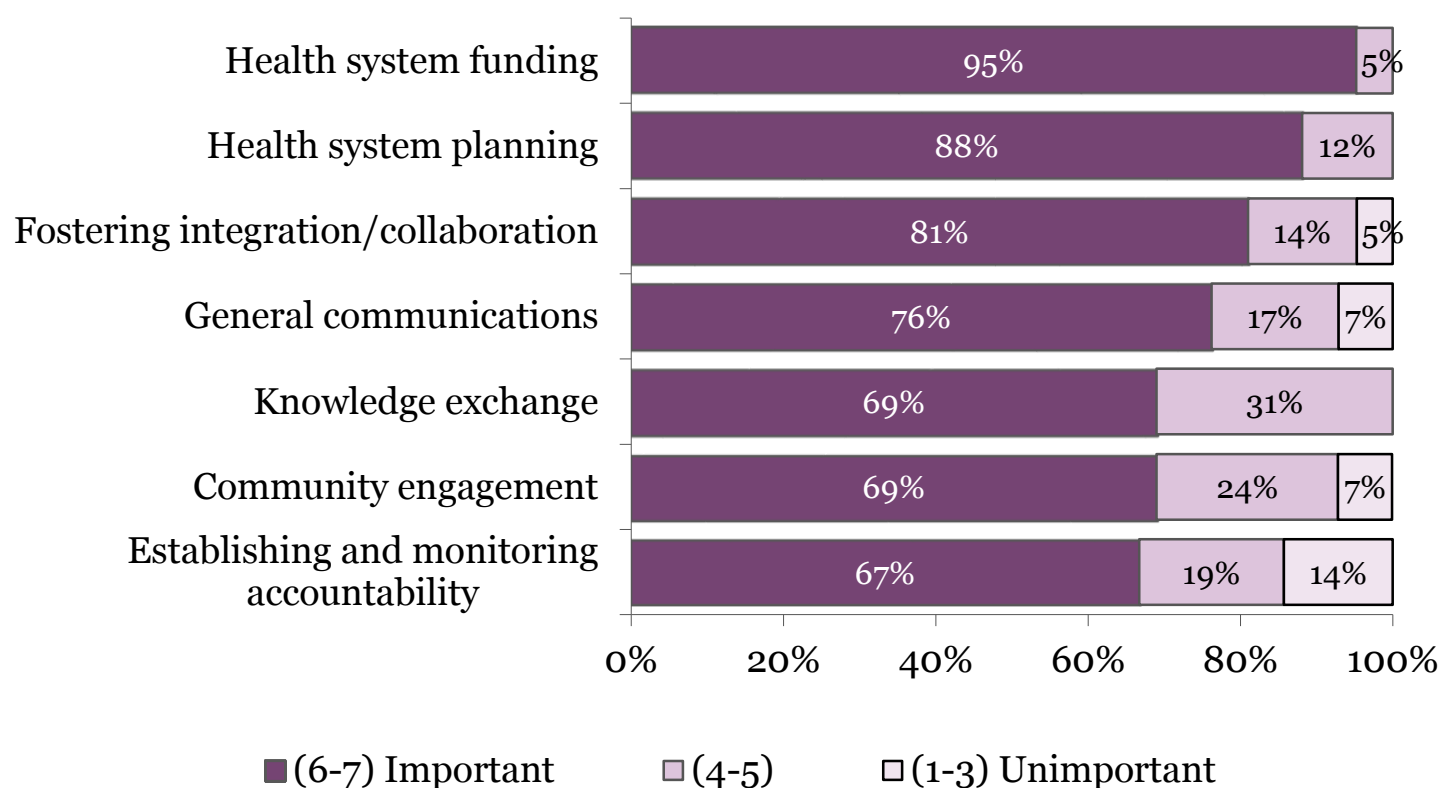 Health system funding 95% 5%
Health system planning 88% 12%
Fostering integration/collaboration 81% 14% 5%
General communications 76% 17% 7%
Knowledge exchange 69% 31%
Community engagement 69% 24% 7%
Establishing and monitoring
accountability 67% 19% 14%
0% 20% 40% 60% 80% 100%
(6-7) Important (4-5) (1-3) Unimportant